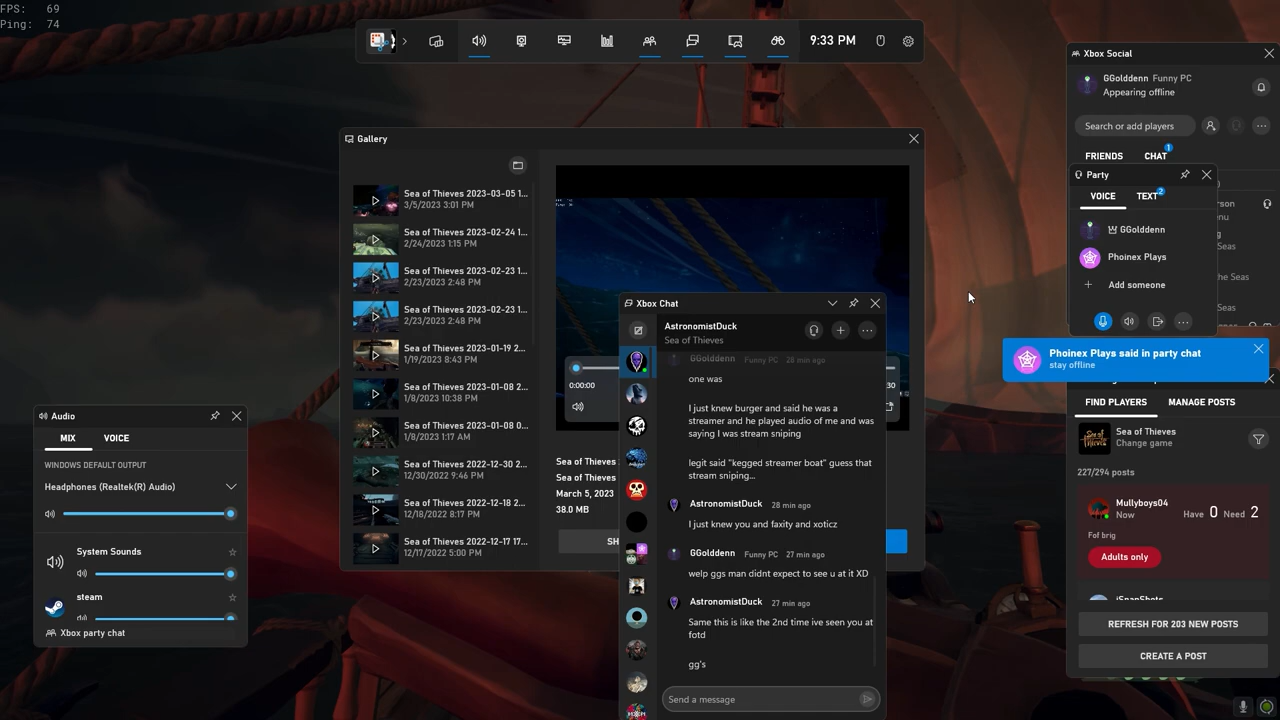 FPS: 69
Ping: 74
9:33 PM
Gallery
Sea of Thieves 2023-03-05 1...
3/5/2023 3:01 PM
Sea of Thieves 2023-02-24 1...
2/24/2023 1:15 PM
Sea of Thieves 2023-02-23 1...
2/23/2023 2:48 PM
Sea of Thieves 2023-02-23 1...
2/23/2023 2:48 PM
Sea of Thieves 2023-01-19 2...
1/19/2023 8:43 PM
Sea of Thieves 2023-01-08 2...
1/8/2023 10:38 PM
Sea of Thieves 2023-01-08 0...
1/8/2023 1:17 AM
Sea of Thieves 2022-12-30 2...
12/30/2022 9:46 PM
Sea of Thieves 2022-12-18 2...
12/18/2022 8:17 PM
Sea of Thieves 2022-12-17 17...
12/17/2022 5:00 PM
0:00:00
Sea of Thieves
Sea of Thieves
March 5, 2023
38.0 MB
SH
Xbox Chat
AstronomistDuck
Sea of Thieves
GGolddenn Funny PC 28 min ago
one was
I just knew burger and said he was a
streamer and he played audio of me and was
saying I was stream sniping
legit said "kegged streamer boat" guess that
stream sniping...
AstronomistDuck 28 min ago
I just knew you and faxity and xoticz
GGolddenn Funny PC 27 min ago
welp ggs man didnt expect to see u at it XD
AstronomistDuck 27 min ago
Same this is like the 2nd time ive seen you at
fotd
gg's
Send a message
Audio
MIX VOICE
WINDOWS DEFAULT OUTPUT
Headphones (Realtek(R) Audio)
System Sounds
steam
Xbox party chat
Xbox Social
GGolddenn Funny PC
Appearing offline
Search or add players
FRIENDS CHAT 1
Party
VOICE TEXT 2
GGolddenn
Phoinex Plays
Add someone
erson
enu
Seas
he Seas
Phoinex Plays said in party chat
stay offline
FIND PLAYERS MANAGE POSTS
Sea of Thieves
Change game
227/294 posts
Mullyboys04
Now
Have 0 Need 2
Fof brig
Adults only
iSnapShots
REFRESH FOR 203 NEW POSTS
CREATE A POST